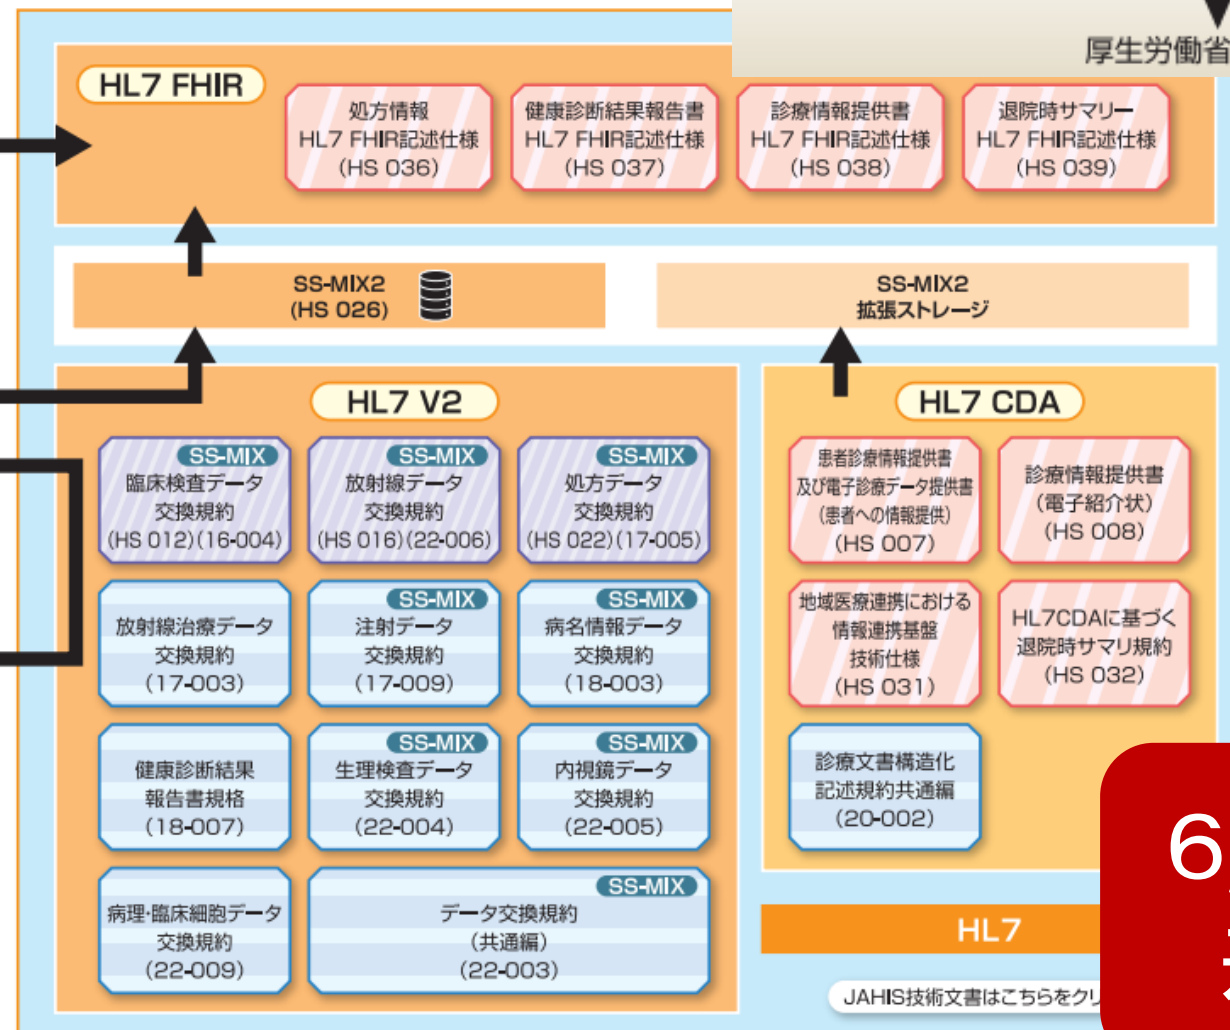 厚生労働省
HL7 FHIR
処方情報
HL7 FHIR記述仕様
(HS 036)
健康診断結果報告書
HL7 FHIR記述仕様
(HS 037)
診療情報提供書
HL7 FHIR記述仕様
(HS 038)
退院時サマリー
HL7 FHIR記述仕様
(HS 039)
SS-MIX2
(HS 026)
SS-MIX2
拡張ストレージ
HL7 V2
SS-MIX
臨床検査データ
交換規約
(HS 012)(16-004)
SS-MIX
放射線データ
交換規約
(HS 016)(22-006)
SS-MIX
処方データ
交換規約
(HS 022)(17-005)
放射線治療データ
交換規約
(17-003)
SS-MIX
注射データ
交換規約
(17-009)
SS-MIX
病名情報データ
交換規約
(18-003)
健康診断結果
報告書規格
(18-007)
SS-MIX
生理検査データ
交換規約
(22-004)
SS-MIX
内視鏡データ
交換規約
(22-005)
病理・臨床細胞データ
交換規約
(22-009)
SS-MIX
データ交換規約
(共通編)
(22-003)
HL7 CDA
患者診療情報提供書
及び電子診療データ提供書
(患者への情報提供)
(HS 007)
診療情報提供書
(電子紹介状)
(HS 008)
地域医療連携における
情報連携基盤
技術仕様
(HS 031)
HL7CDAに基づく
退院時サマリ規約
(HS 032)
診療文書構造化
記述規約共通編
(20-002)
HL7
JAHIS技術文書はこちらをクリ
6